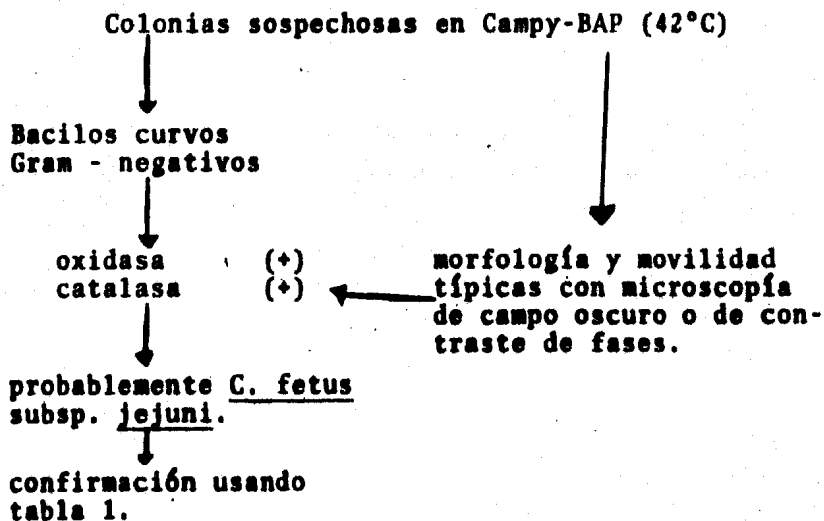 Colonias sospechosas en Campy-BAP (42°C)
Bacilos curvos
Gram - negativos
oxidasa (+)
catalasa (+)
morfología y movilidad
típicas con microscopía
de campo oscuro o de con-
traste de fases.
probablemente C. fetus
subsp. jejuni.
confirmación usando
tabla 1.